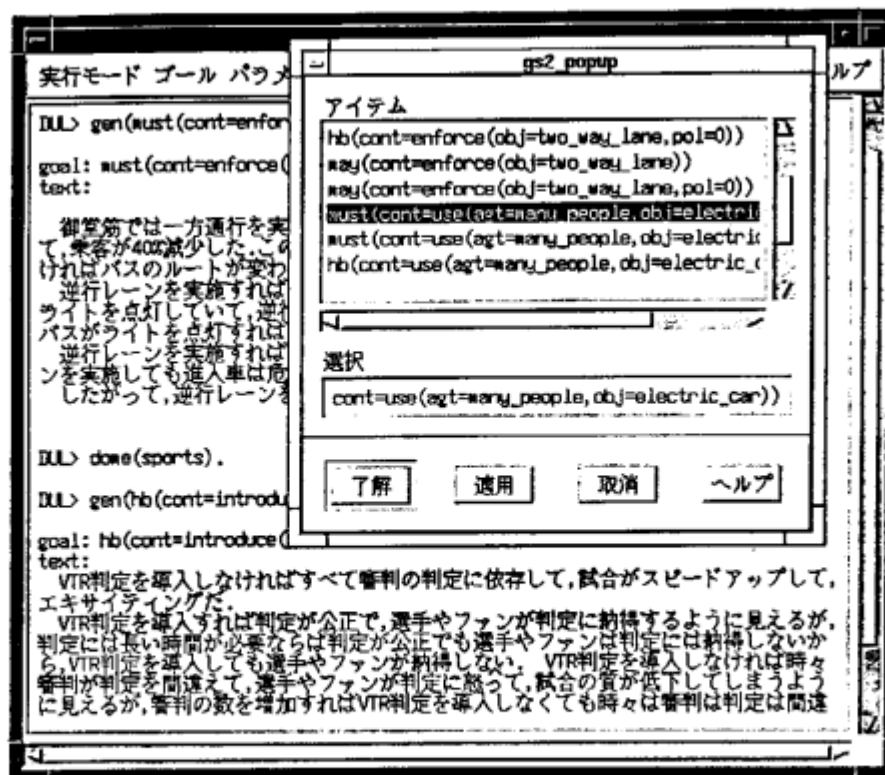 gs2_popup
実行モード ゴール パラメ
ルプ
アイテム
DUL> gen(must(cont=enfor
hb(cont=enforce(obj=two_way_lane,pol=0))
may(cont=enforce(obj=two_way_lane))
goal: must(cont=enforce(
may(cont=enforce(obj=two_way_lane,pol=0))
text:
must(cont=use(agt=many_people,obj=electric
must(cont=use(agt=many_people,obj=electric
hb(cont=use(agt=many_people,obj=electric_c
御堂筋では一方通行を実
て,乗客が40%減少した.この
ければバスのルートが変わ
逆行レーンを実施すれば
ライトを点灯していて,逆行
バスがライトを点灯すれば
逆行レーンを実施すれば
ンを実施しても進入車は危
したがって,逆行レーンを
選択
cont=use(agt=many_people,obj=electric_car))
了解 適用 取消 ヘルプ
DUL> dome(sports).
DUL> gen(hb(cont=introdu
goal: hb(cont=introduce(
text:
VTR判定を導入しなければすべて審判の判定に依存して,試合がスピードアップして,
エキサイティングだ.
VTR判定を導入すれば判定が公正で,選手やファンが判定に納得するように見えるが,
判定には長い時間が必要ならば判定が公正でも選手やファンは判定には納得しないか
ら,VTR判定を導入しても選手やファンが納得しない. VTR判定を導入しなければ時々
審判が判定を間違えて,選手やファンが判定に怒って,試合の質が低下してしまうよう
に見えるが,審判の数を増加すればVTR判定を導入しなくても時々は審判は判定は間違